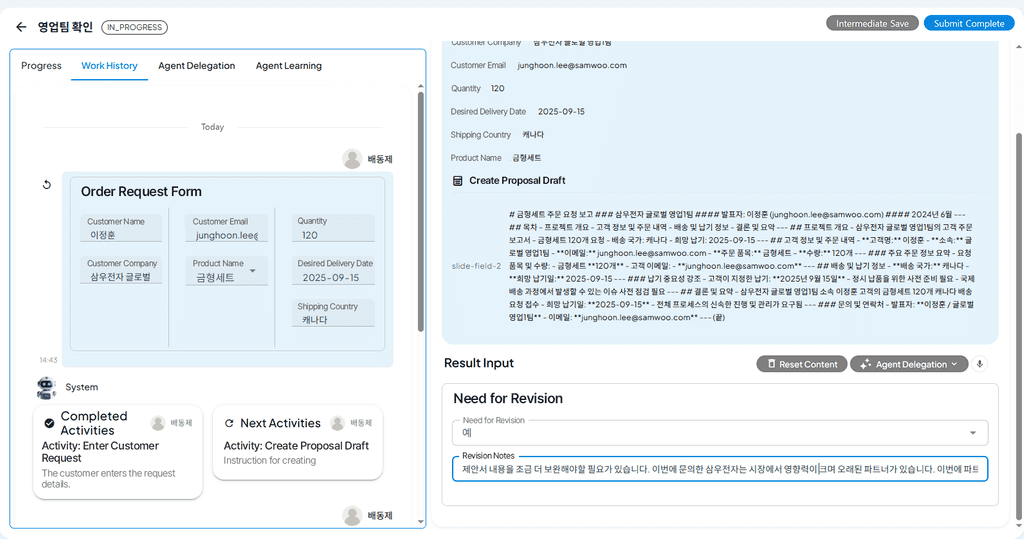 영업팀 확인
IN_PROGRESS
Intermediate Save
Submit Complete
Progress
Work History
Agent Delegation
Agent Learning
Today
배동제
Order Request Form
Customer Name
이정훈
Customer Email
junghoon.lee@
Quantity
120
Customer Company
삼우전자 글로벌
Product Name
금형세트
Desired Delivery Date
2025-09-15
Shipping Country
캐나다
14:43
System
Completed Activities
배동제
Activity: Enter Customer
Request
The customer enters the request
details.
Next Activities
배동제
Activity: Create Proposal Draft
Instruction for creating
배동제
Customer Company 삼우전자 글로벌 영업1팀
Customer Email junghoon.lee@samwoo.com
Quantity 120
Desired Delivery Date 2025-09-15
Shipping Country 캐나다
Product Name 금형세트
Create Proposal Draft
slide-field-2
# 금형세트 주문 요청 보고 ### 삼우전자 글로벌 영업1팀 #### 발표자: 이정훈 (junghoon.lee@samwoo.com) #### 2024년 6월 ---
## 목차 - 프로젝트 개요 - 고객 정보 및 주문 내역 - 배송 및 납기 정보 - 결론 및 요약 --- ## 프로젝트 개요 - 삼우전자 글로벌 영업1팀의 고객 주문
보고서 - 금형세트 120개 요청 - 배송 국가: 캐나다 - 희망 납기: 2025-09-15 --- ## 고객 정보 및 주문 내역 - **고객명:** 이정훈 - **소속:** 글
로벌 영업1팀 - **이메일:** junghoon.lee@samwoo.com - **주문 품목:** 금형세트 - **수량:** 120개 --- ### 주요 주문 정보 요약 - 요청
품목 및 수량: - 금형세트 **120개** - 고객 이메일: - **junghoon.lee@samwoo.com** --- ## 배송 및 납기 정보 - **배송 국가:** 캐나다 -
**희망 납기일:** 2025-09-15 --- ### 납기 중요성 강조 - 고객이 지정한 납기: **2025년 9월 15일** - 정시 납품을 위한 사전 준비 필요 - 국제
배송 과정에서 발생할 수 있는 이슈 사전 점검 필요 --- ## 결론 및 요약 - 삼우전자 글로벌 영업1팀 소속 이정훈 고객의 금형세트 120개 캐나다 배송
요청 접수 - 희망 납기일: **2025-09-15** - 전체 프로세스의 신속한 진행 및 관리가 요구됨 --- ### 문의 및 연락처 - 발표자: **이정훈 / 글로벌
영업1팀** - 이메일: **junghoon.lee@samwoo.com** --- (끝)
Result Input
Reset Content
Agent Delegation
Need for Revision
Need for Revision
예
Revision Notes
제안서 내용을 조금 더 보완해야할 필요가 있습니다. 이번에 문의한 삼우전자는 시장에서 영향력이크며 오래된 파트너가 있습니다. 이번에 파트